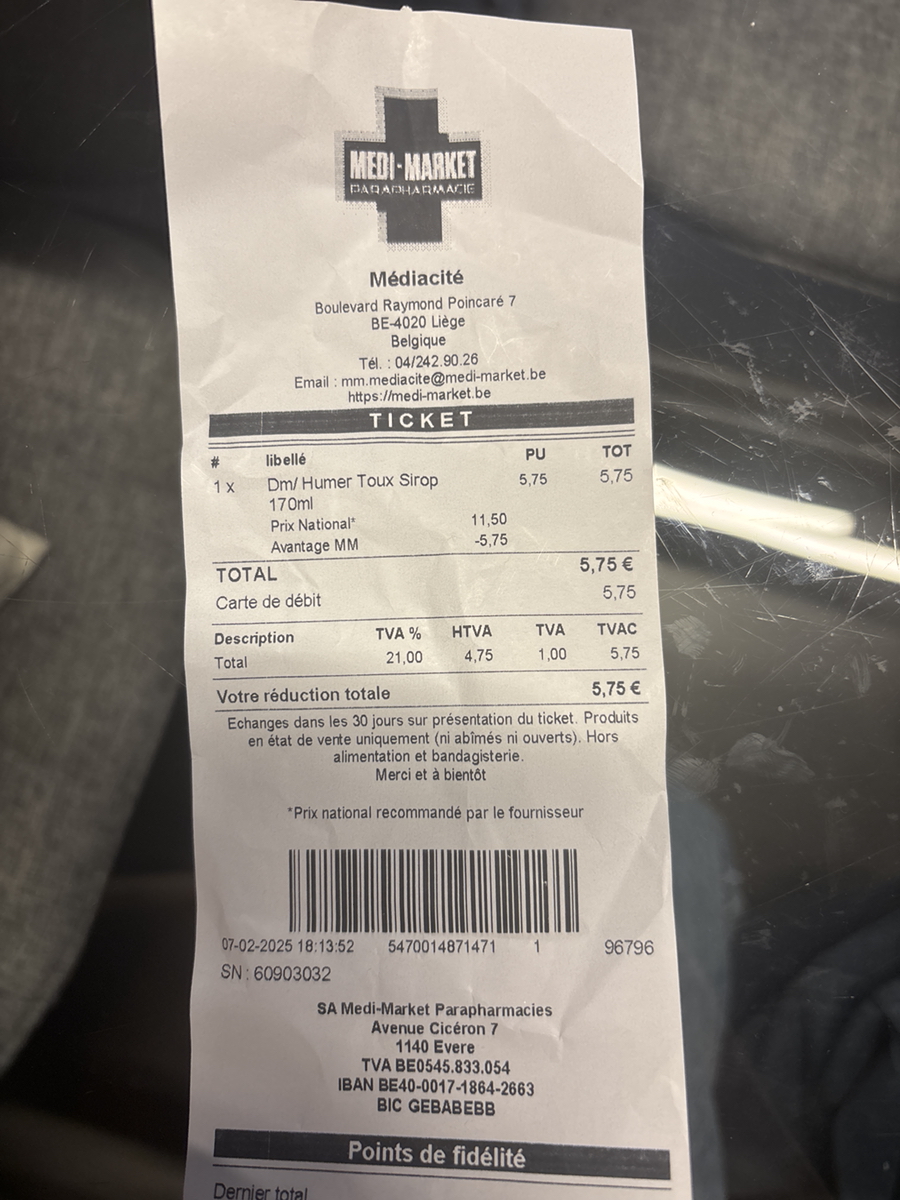 MEDI-MARKET
PARAPHARMACIE
Médiacité
Boulevard Raymond Poincaré 7
BE-4020 Liège
Belgique
Tél. : 04/242.90.26
Email : mm.mediacite@medi-market.be
https://medi-market.be
TICKET
# libellé PU TOT
1 x Dm/ Humer Toux Sirop 5,75 5,75
170ml
Prix National* 11,50
Avantage MM -5,75
TOTAL 5,75 €
Carte de débit 5,75
Description TVA % HTVA TVA TVAC
Total 21,00 4,75 1,00 5,75
Votre réduction totale 5,75 €
Echanges dans les 30 jours sur présentation du ticket. Produits
en état de vente uniquement (ni abîmés ni ouverts). Hors
alimentation et bandagisterie.
Merci et à bientôt
*Prix national recommandé par le fournisseur
07-02-2025 18:13:52 5470014871471 1 96796
SN : 60903032
SA Medi-Market Parapharmacies
Avenue Cicéron 7
1140 Evere
TVA BE0545.833.054
IBAN BE40-0017-1864-2663
BIC GEBABEBB
Points de fidélité
Dernier total